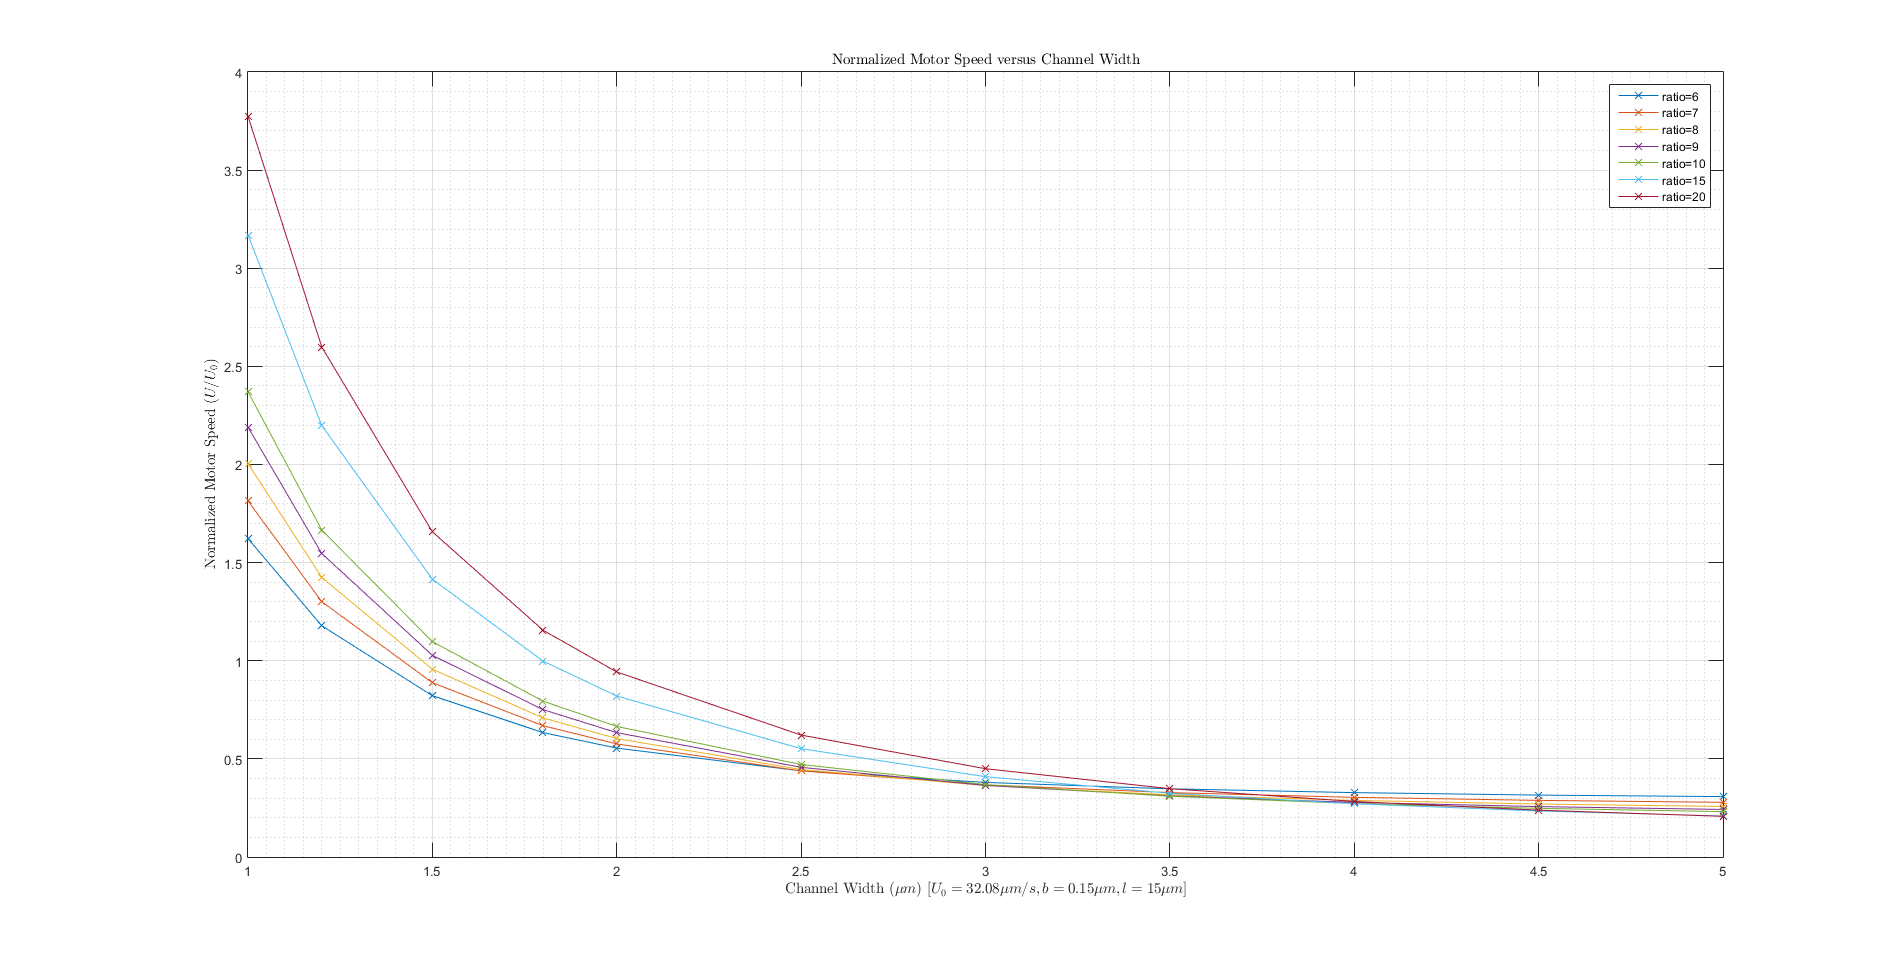 Normalized Motor Speed versus Channel Width
4
3.5
3
2.5
2
1.5
1
0.5
0
Normalized Motor Speed (U/U₀)
ratio=6
ratio=7
ratio=8
ratio=9
ratio=10
ratio=15
ratio=20
1 1.5 2 2.5 3 3.5 4 4.5 5
Channel Width (μm) [U₀ = 32.08μm/s, b = 0.15μm, l = 15μm]